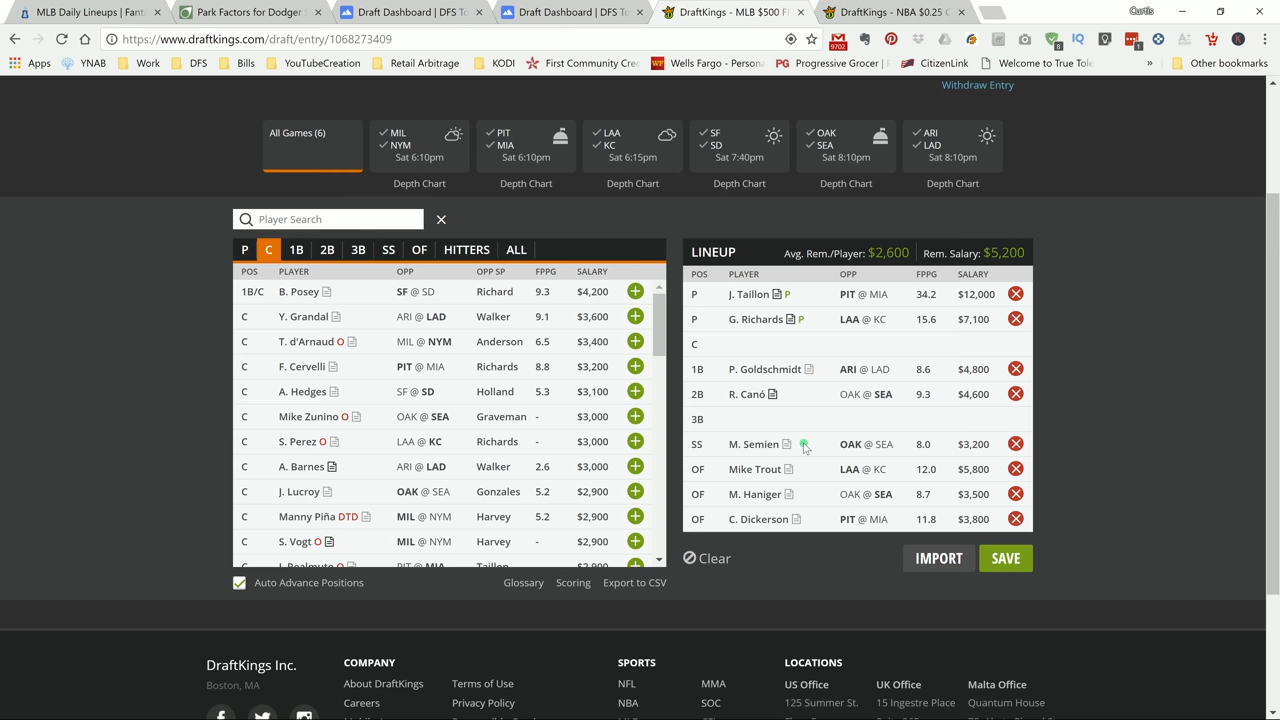 MLB Daily Lineups | Fanta
Park Factors for Dodger S
Draft Dashboard | DFS To
Draft Dashboard | DFS To
DraftKings - MLB $500 F
DraftKings - NBA $0.25
Curtis
https://www.draftkings.com/draft/entry/1068273409
9702
8
1
Apps
YNAB
Work
DFS
Bills
YouTubeCreation
Retail Arbitrage
KODI
First Community Cre
Wells Fargo - Persona
Progressive Grocer |
CitizenLink
Welcome to True Tole
»
Other bookmarks
Withdraw Entry
All Games (6)
MIL
NYM
Sat 6:10pm
PIT
MIA
Sat 6:10pm
LAA
KC
Sat 6:15pm
SF
SD
Sat 7:40pm
OAK
SEA
Sat 8:10pm
ARI
LAD
Sat 8:10pm
Depth Chart Depth Chart Depth Chart Depth Chart Depth Chart Depth Chart
Player Search
P C 1B 2B 3B SS OF HITTERS ALL
POS PLAYER OPP OPP SP FPPG SALARY
1B/C B. Posey SF @ SD Richard 9.3 $4,200
C Y. Grandal ARI @ LAD Walker 9.1 $3,600
C T. d'Arnaud O MIL @ NYM Anderson 6.5 $3,400
C F. Cervelli PIT @ MIA Richards 8.8 $3,200
C A. Hedges SF @ SD Holland 5.3 $3,100
C Mike Zunino O OAK @ SEA Graveman - $3,000
C S. Perez O LAA @ KC Richards - $3,000
C A. Barnes ARI @ LAD Walker 2.6 $3,000
C J. Lucroy OAK @ SEA Gonzales 5.2 $2,900
C Manny Piña DTD MIL @ NYM Harvey 5.2 $2,900
C S. Vogt O MIL @ NYM Harvey - $2,900
LINEUP Avg. Rem./Player: $2,600 Rem. Salary: $5,200
POS PLAYER OPP FPPG SALARY
P J. Taillon P PIT @ MIA 34.2 $12,000
P G. Richards P LAA @ KC 15.6 $7,100
C
1B P. Goldschmidt ARI @ LAD 8.6 $4,800
2B R. Canó OAK @ SEA 9.3 $4,600
3B
SS M. Semien OAK @ SEA 8.0 $3,200
OF Mike Trout LAA @ KC 12.0 $5,800
OF M. Haniger OAK @ SEA 8.7 $3,500
OF C. Dickerson PIT @ MIA 11.8 $3,800
Clear IMPORT SAVE
Auto Advance Positions Glossary Scoring Export to CSV
DraftKings Inc.
Boston, MA
COMPANY
About DraftKings Terms of Use
Careers Privacy Policy
SPORTS
NFL MMA
NBA SOC
LOCATIONS
US Office UK Office Malta Office
125 Summer St. 15 Ingestre Place Quantum House